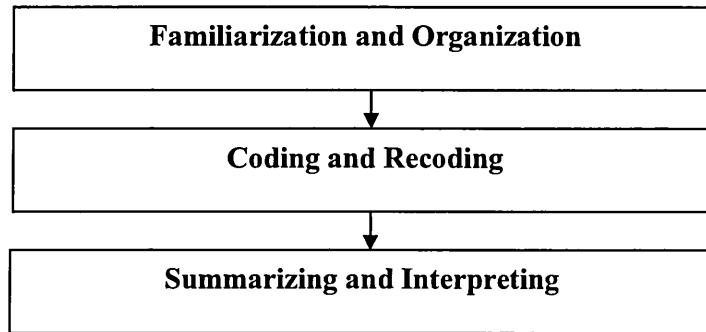 Familiarization and Organization
Coding and Recoding
Summarizing and Interpreting